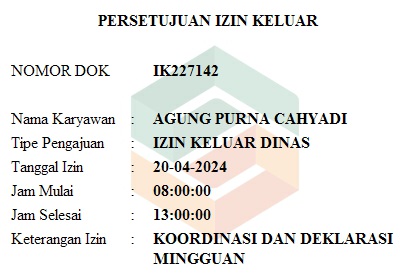 PERSETUJUAN IZIN KELUAR
NOMOR DOK IK227142
Nama Karyawan : AGUNG PURNA CAHYADI
Tipe Pengajuan : IZIN KELUAR DINAS
Tanggal Izin : 20-04-2024
Jam Mulai : 08:00:00
Jam Selesai : 13:00:00
Keterangan Izin : KOORDINASI DAN DEKLARASI
MINGGUAN